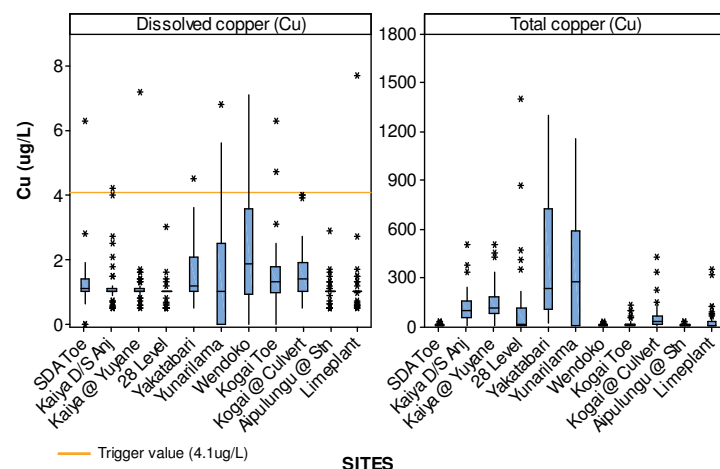 Dissolved copper (Cu)
Total copper (Cu)
Cu (ug/L)
8
6
4
2
0
1800
1500
1200
900
600
300
0
SDA Toe
Kaiya D/S Anj
Kaiya @ Yuyane
28 Level
Yakatabari
Yunarilama
Wendoko
Kogai Toe
Kogai @ Culvert
Aipulungu @ Stn
Limeplant
SDA Toe
Kaiya D/S Anj
Kaiya @ Yuyane
28 Level
Yakatabari
Yunarilama
Wendoko
Kogai Toe
Kogai @ Culvert
Aipulungu @ Stn
Limeplant
Trigger value (4.1ug/L)
SITES